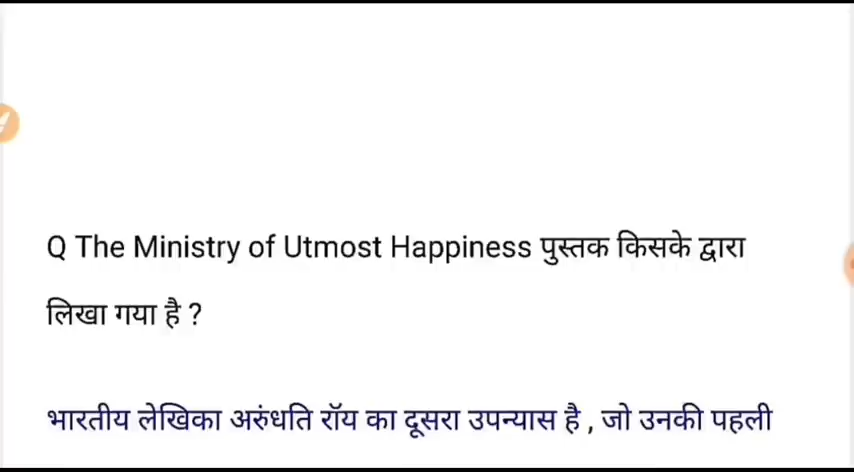 Q The Ministry of Utmost Happiness पुस्तक किसके द्वारा
लिखा गया है ?
भारतीय लेखिका अरुंधति रॉय का दूसरा उपन्यास है , जो उनकी पहली